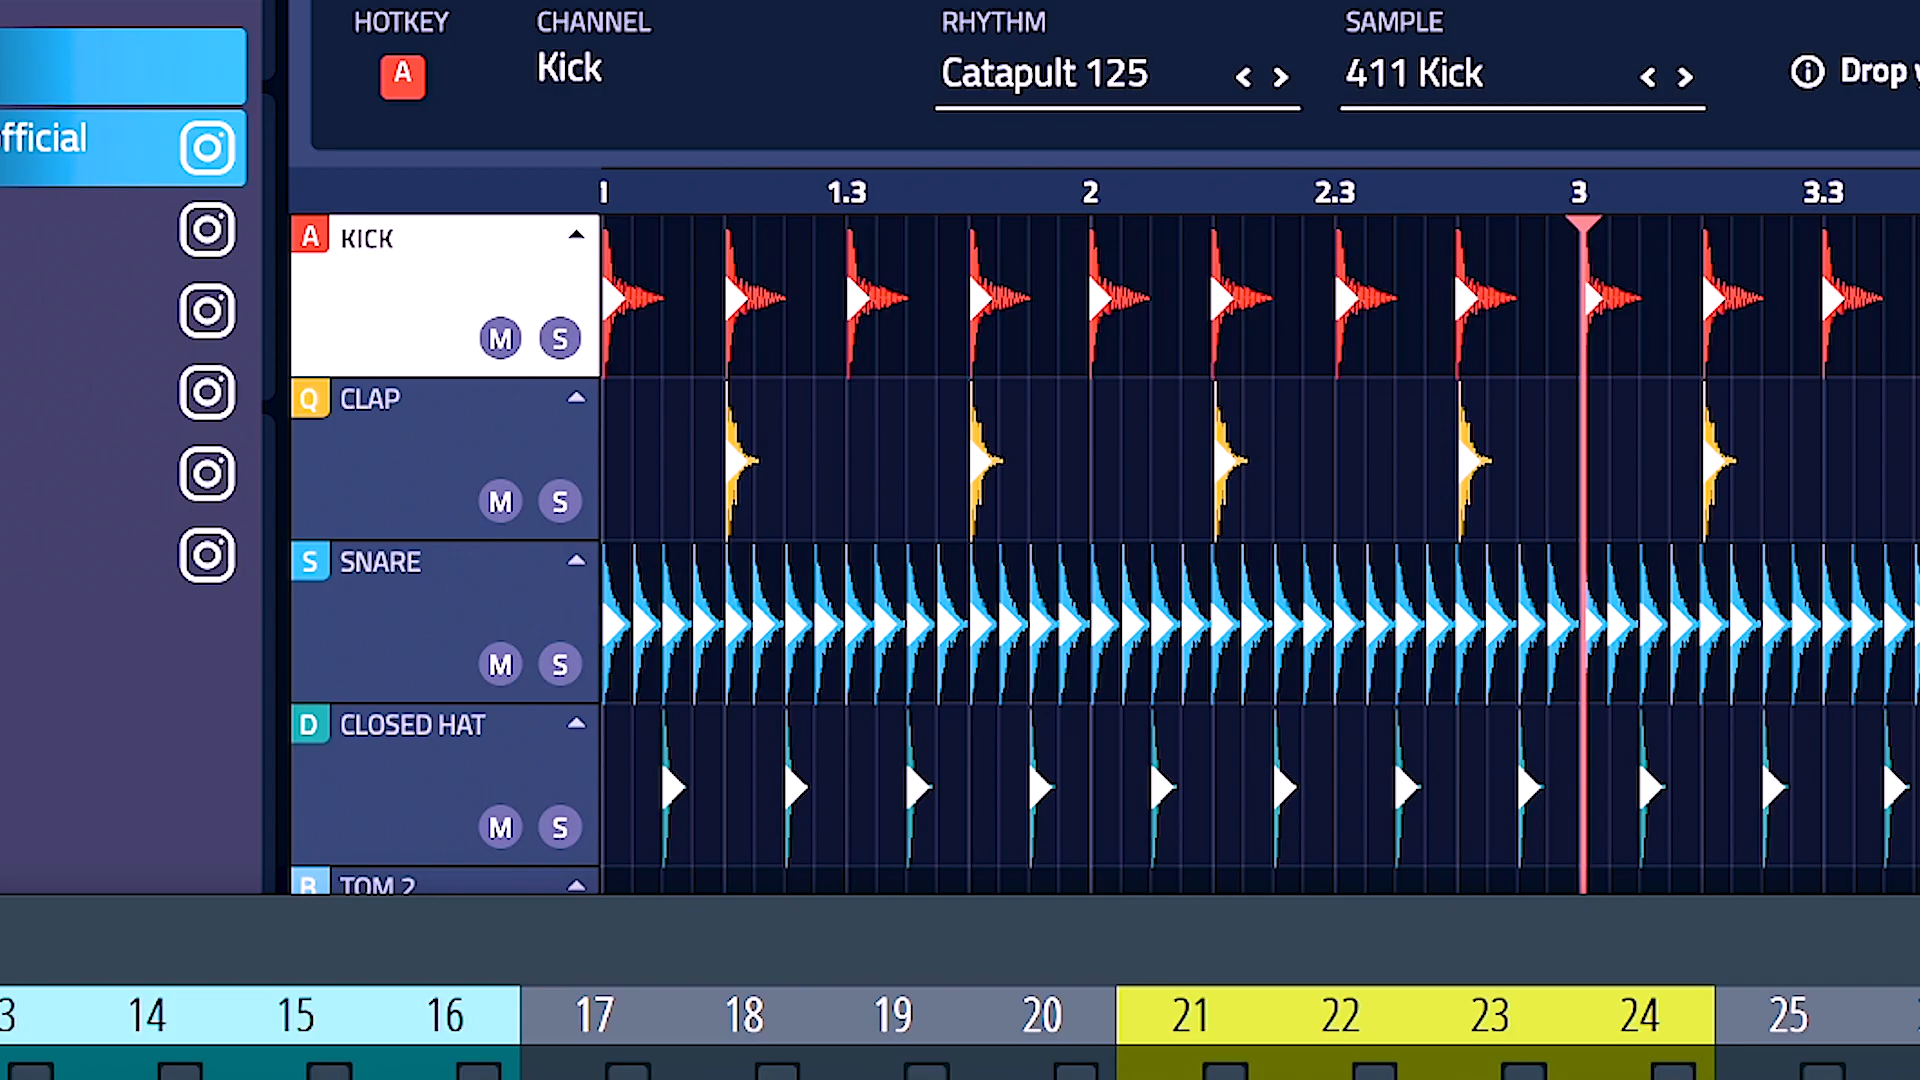 HOTKEY CHANNEL RHYTHM SAMPLE
A Kick Catapult 125 < > 411 Kick < > Drop
fficial
1 1.3 2 2.3 3 3.3
A KICK
M S
Q CLAP
M S
S SNARE
M S
D CLOSED HAT
M S
B TOM 2
3 14 15 16 17 18 19 20 21 22 23 24 25